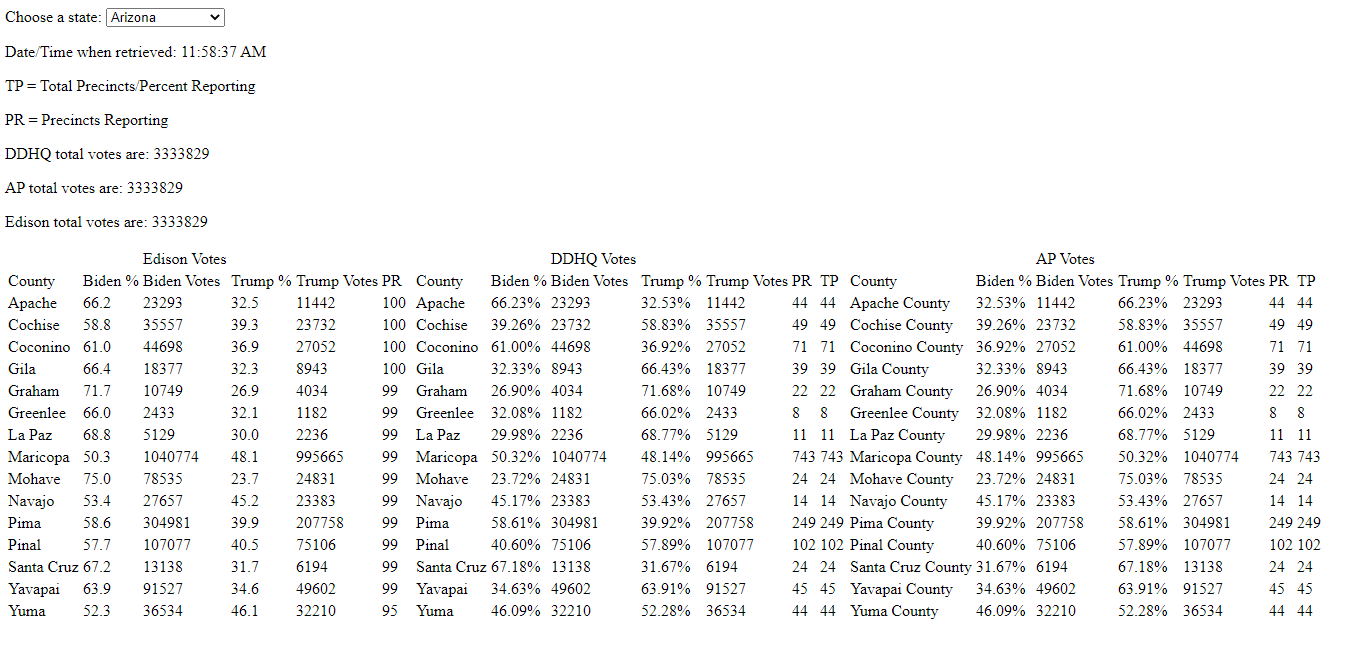 Choose a state: Arizona
Date/Time when retrieved: 11:58:37 AM
TP = Total Precincts/Percent Reporting
PR = Precincts Reporting
DDHQ total votes are: 3333829
AP total votes are: 3333829
Edison total votes are: 3333829
Edison Votes DDHQ Votes AP Votes
County Biden % Biden Votes Trump % Trump Votes PR County Biden % Biden Votes Trump % Trump Votes PR TP County Biden % Biden Votes Trump % Trump Votes PR TP
Apache 66.2 23293 32.5 11442 100 Apache 66.23% 23293 32.53% 11442 44 44 Apache County 32.53% 11442 66.23% 23293 44 44
Cochise 58.8 35557 39.3 23732 100 Cochise 39.26% 23732 58.83% 35557 49 49 Cochise County 39.26% 23732 58.83% 35557 49 49
Coconino 61.0 44698 36.9 27052 100 Coconino 61.00% 44698 36.92% 27052 71 71 Coconino County 36.92% 27052 61.00% 44698 71 71
Gila 66.4 18377 32.3 8943 100 Gila 32.33% 8943 66.43% 18377 39 39 Gila County 32.33% 8943 66.43% 18377 39 39
Graham 71.7 10749 26.9 4034 99 Graham 26.90% 4034 71.68% 10749 22 22 Graham County 26.90% 4034 71.68% 10749 22 22
Greenlee 66.0 2433 32.1 1182 99 Greenlee 32.08% 1182 66.02% 2433 8 8 Greenlee County 32.08% 1182 66.02% 2433 8 8
La Paz 68.8 5129 30.0 2236 99 La Paz 29.98% 2236 68.77% 5129 11 11 La Paz County 29.98% 2236 68.77% 5129 11 11
Maricopa 50.3 1040774 48.1 995665 99 Maricopa 50.32% 1040774 48.14% 995665 743 743 Maricopa County 48.14% 995665 50.32% 1040774 743 743
Mohave 75.0 78535 23.7 24831 99 Mohave 23.72% 24831 75.03% 78535 24 24 Mohave County 23.72% 24831 75.03% 78535 24 24
Navajo 53.4 27657 45.2 23383 99 Navajo 45.17% 23383 53.43% 27657 14 14 Navajo County 45.17% 23383 53.43% 27657 14 14
Pima 58.6 304981 39.9 207758 99 Pima 58.61% 304981 39.92% 207758 249 249 Pima County 39.92% 207758 58.61% 304981 249 249
Pinal 57.7 107077 40.5 75106 99 Pinal 40.60% 75106 57.89% 107077 102 102 Pinal County 40.60% 75106 57.89% 107077 102 102
Santa Cruz 67.2 13138 31.7 6194 99 Santa Cruz 67.18% 13138 31.67% 6194 24 24 Santa Cruz County 31.67% 6194 67.18% 13138 24 24
Yavapai 63.9 91527 34.6 49602 99 Yavapai 34.63% 49602 63.91% 91527 45 45 Yavapai County 34.63% 49602 63.91% 91527 45 45
Yuma 52.3 36534 46.1 32210 95 Yuma 46.09% 32210 52.28% 36534 44 44 Yuma County 46.09% 32210 52.28% 36534 44 44